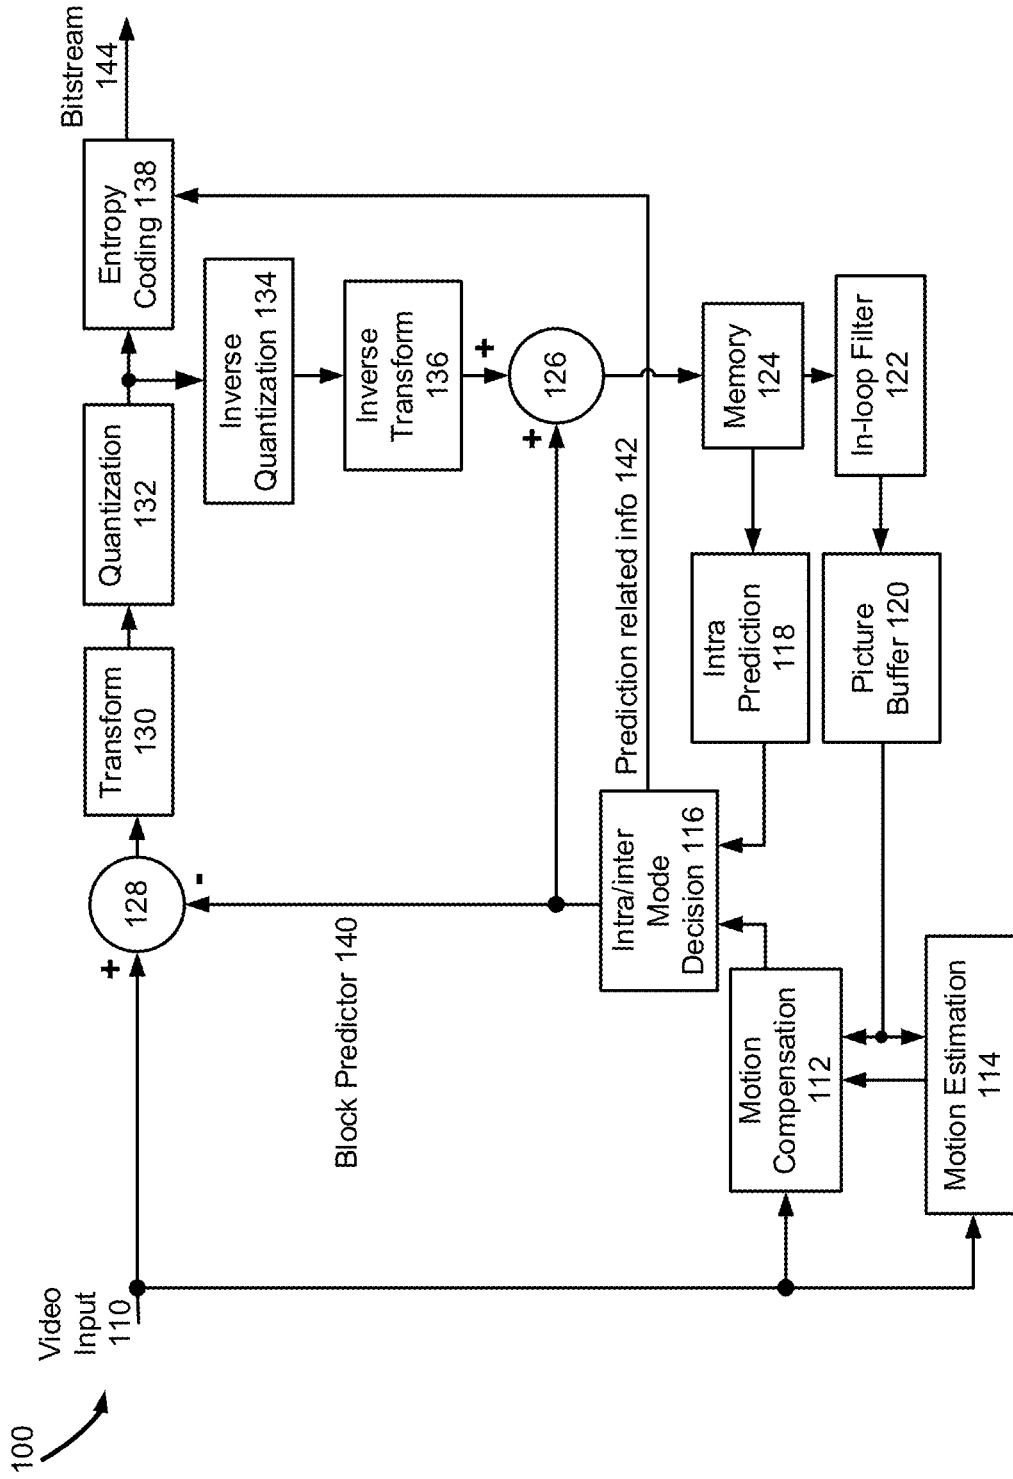 100
Video
Input
110
+
128
-
Transform
130
Quantization
132
Entropy
Coding 138
Bitstream
144
Inverse
Quantization 134
Inverse
Transform
136
+
+
126
Block Predictor 140
Prediction related info 142
Intra/inter
Mode
Decision 116
Intra
Prediction
118
Memory
124
Motion
Compensation
112
Picture
Buffer 120
In-loop Filter
122
Motion Estimation
114